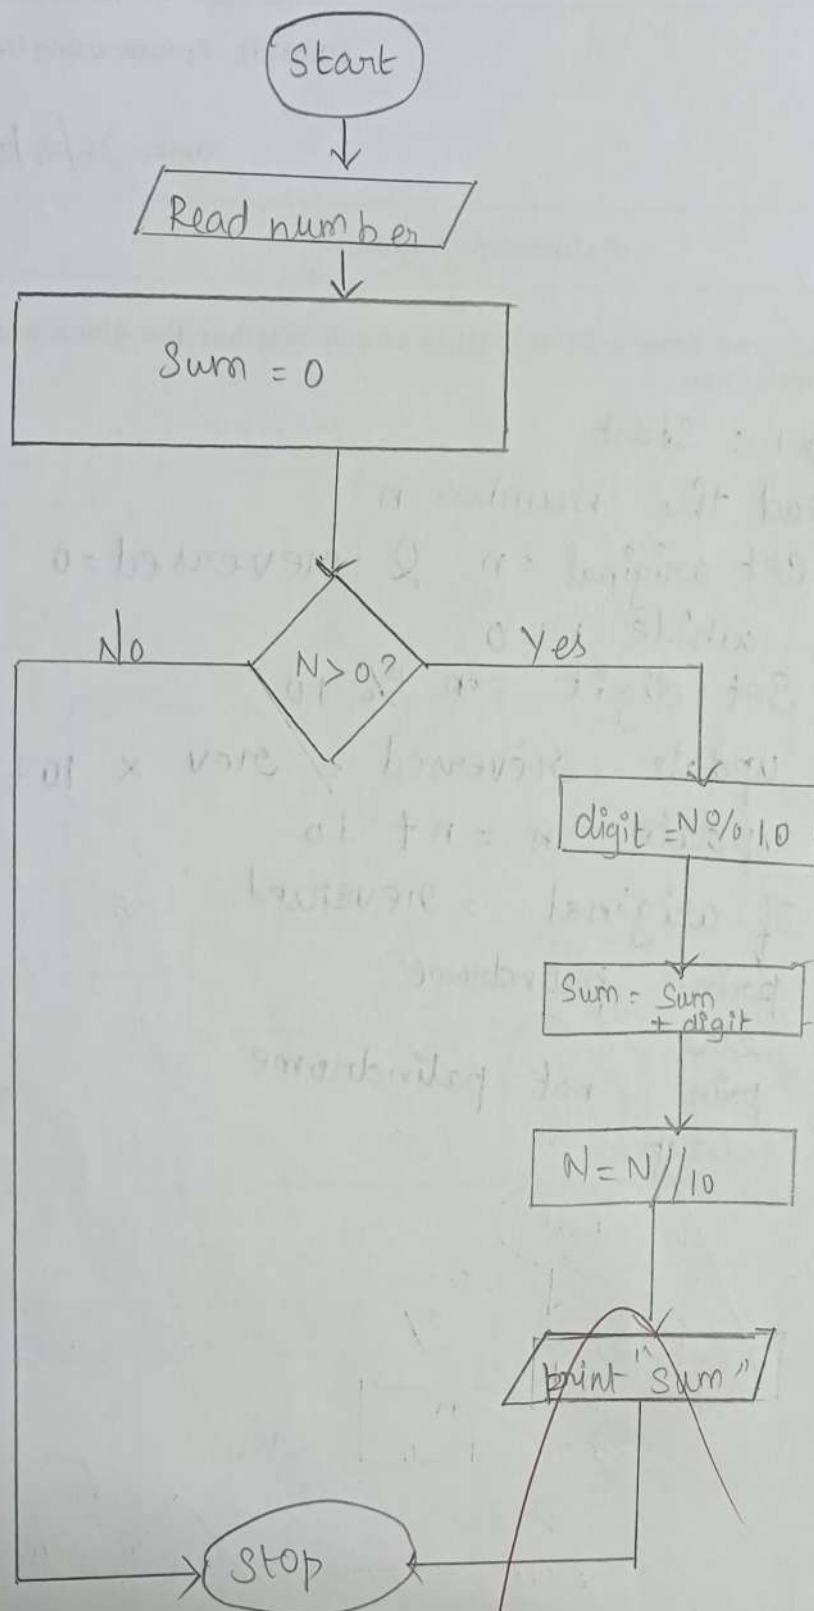 Start
Read number
Sum = 0
N > 0?
No
Yes
digit = N % 10
Sum = Sum
+ digit
N = N // 10
print "Sum"
Stop